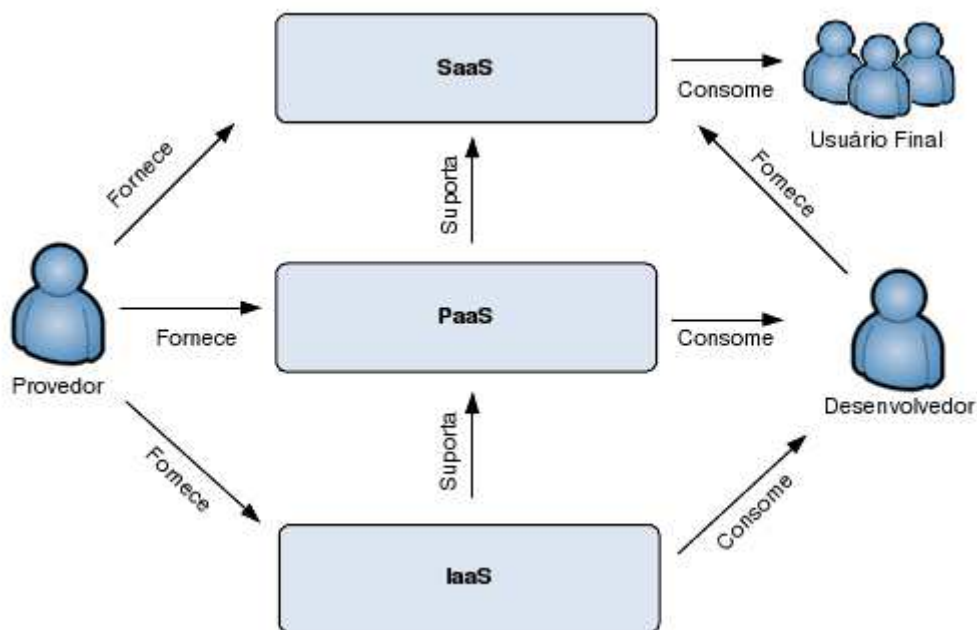 SaaS
Consome
Usuário Final
Fornece
Suporta
Fornece
Provedor
Fornece
PaaS
Consome
Desenvolvedor
Fornece
Suporta
Consome
IaaS